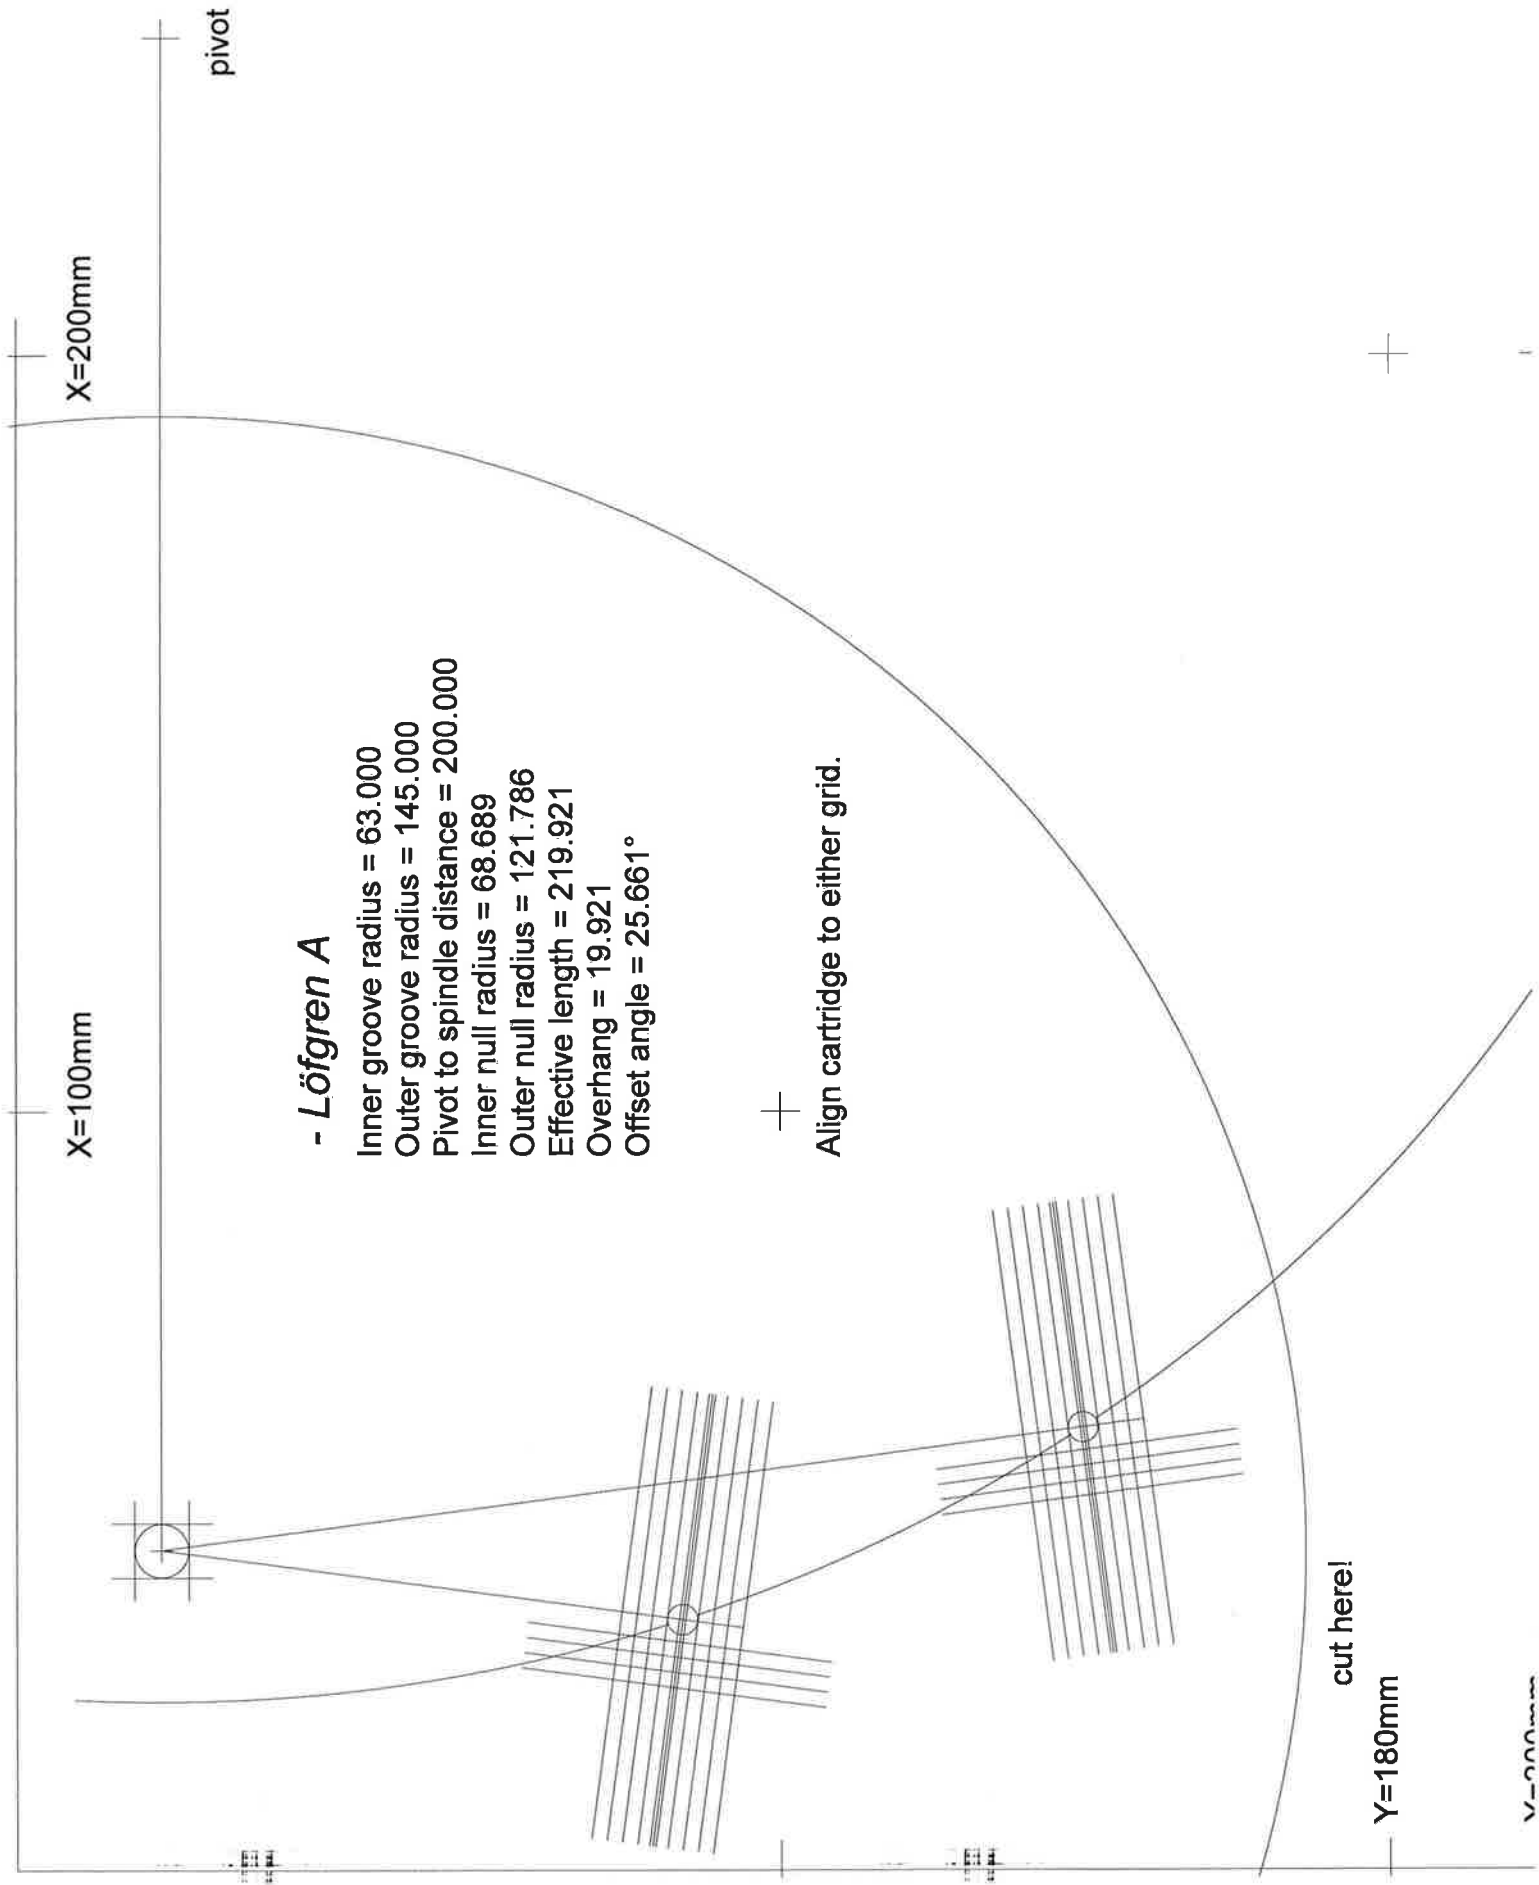 X=100mm
X=200mm
pivot
- Löfgren A
Inner groove radius = 63.000
Outer groove radius = 145.000
Pivot to spindle distance = 200.000
Inner null radius = 68.689
Outer null radius = 121.786
Effective length = 219.921
Overhang = 19.921
Offset angle = 25.661°
Align cartridge to either grid.
cut here!
Y=180mm